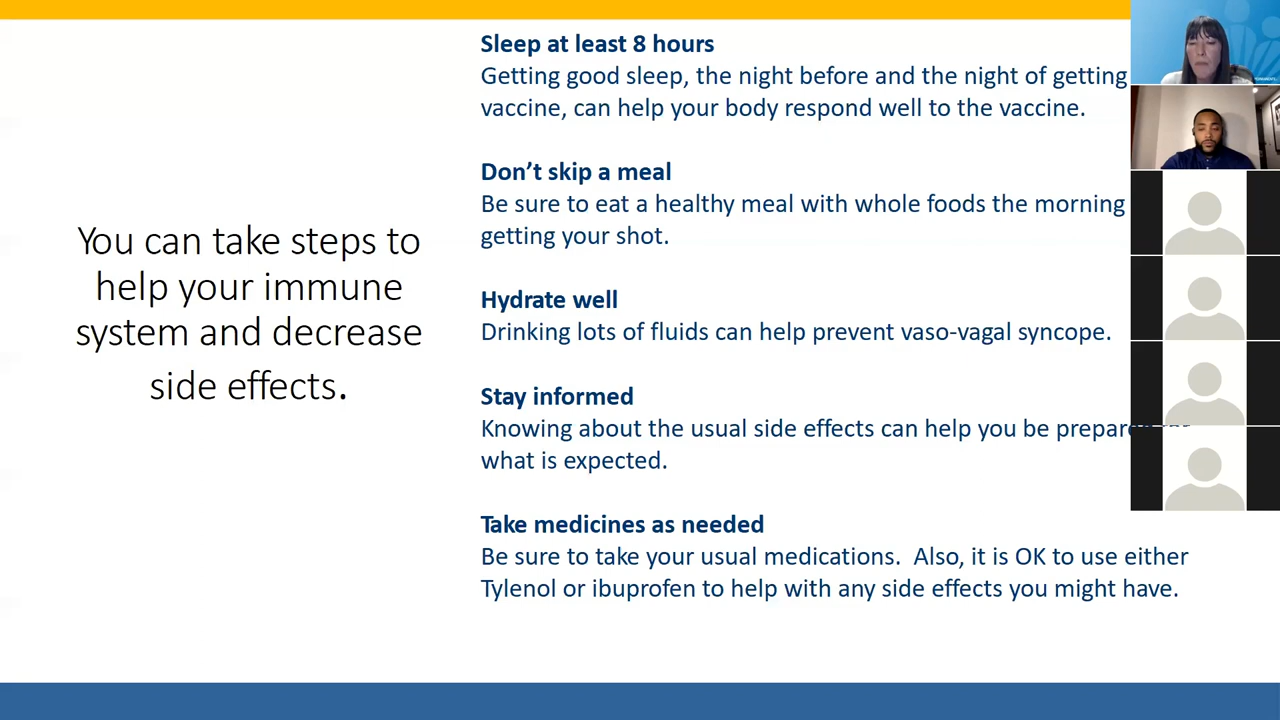 You can take steps to
help your immune
system and decrease
side effects.
Sleep at least 8 hours
Getting good sleep, the night before and the night of getting
vaccine, can help your body respond well to the vaccine.
Don’t skip a meal
Be sure to eat a healthy meal with whole foods the morning
getting your shot.
Hydrate well
Drinking lots of fluids can help prevent vaso-vagal syncope.
Stay informed
Knowing about the usual side effects can help you be
what is expected.
Take medicines as needed
Be sure to take your usual medications.  Also, it is OK to use either
Tylenol or ibuprofen to help with any side effects you might have.